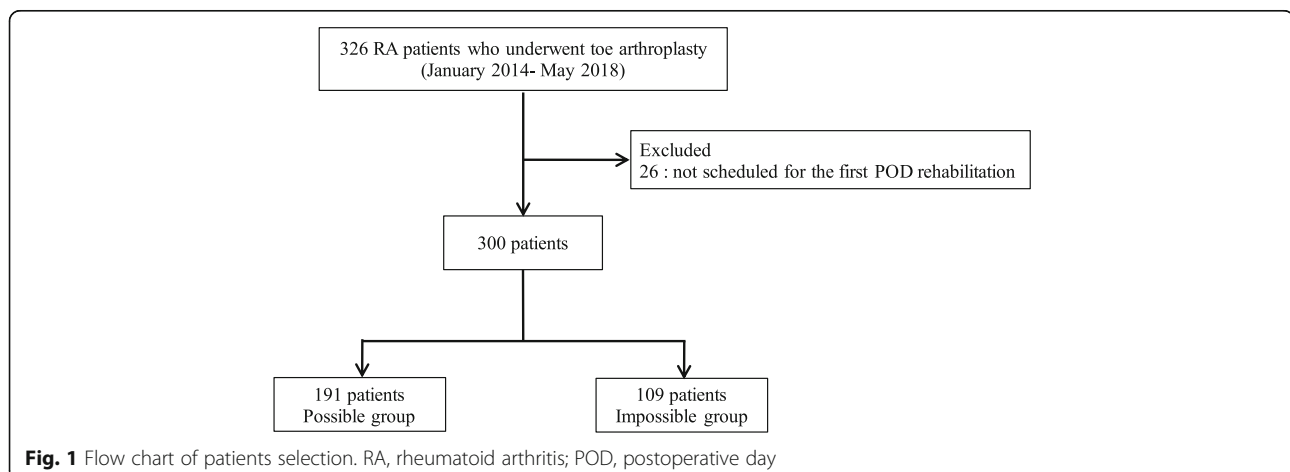 326 RA patients who underwent toe arthroplasty
(January 2014- May 2018)
Excluded
26 : not scheduled for the first POD rehabilitation
300 patients
191 patients
Possible group
109 patients
Impossible group
Fig. 1 Flow chart of patients selection. RA, rheumatoid arthritis; POD, postoperative day